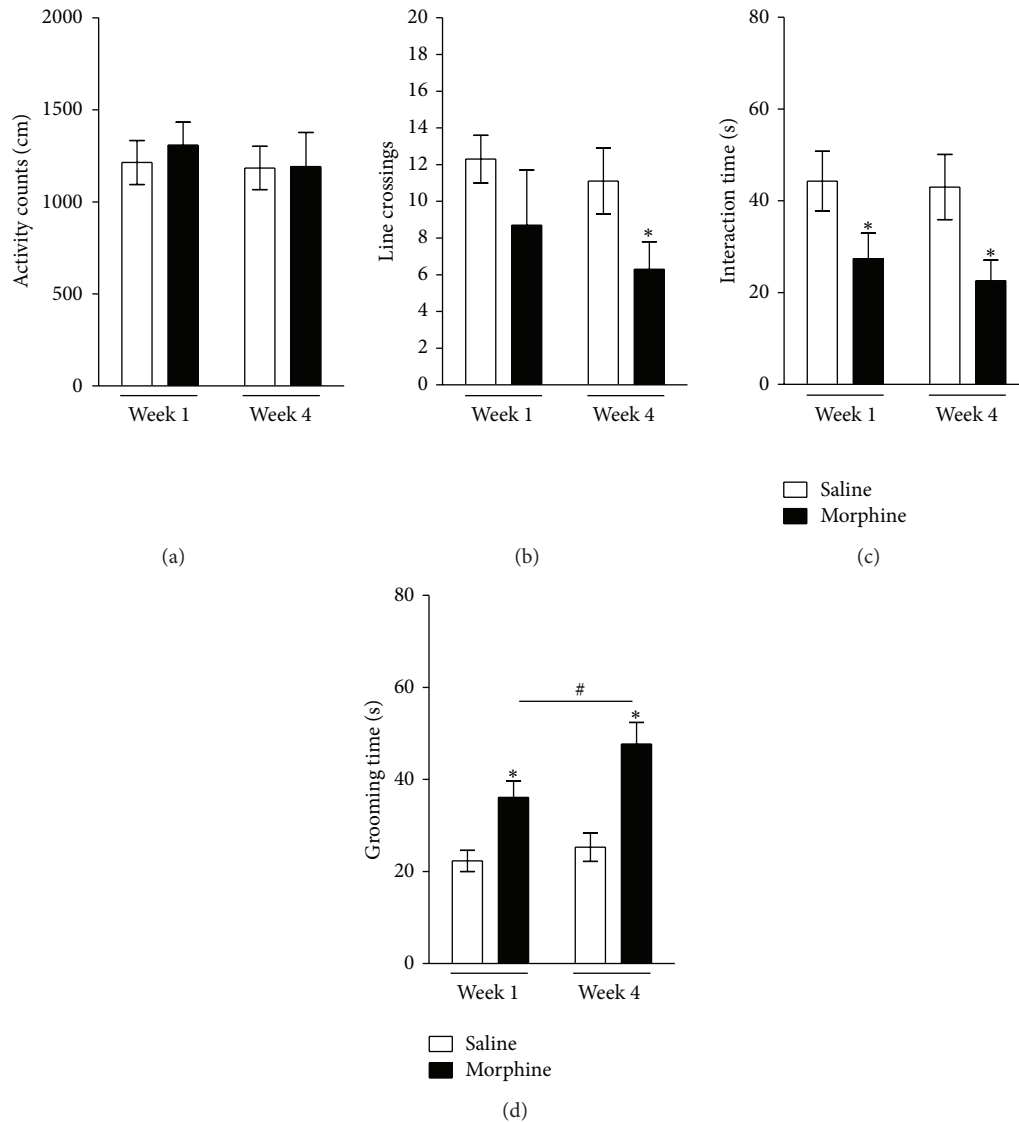 2000
1500
1000
500
0
Activity counts (cm)
Week 1 Week 4
(a)
20
18
16
14
12
10
8
6
4
2
0
Line crossings
*
Week 1 Week 4
(b)
80
60
40
20
0
Interaction time (s)
*
*
Week 1 Week 4
Saline
Morphine
(c)
80
60
40
20
0
Grooming time (s)
#
*
*
Week 1 Week 4
Saline
Morphine
(d)